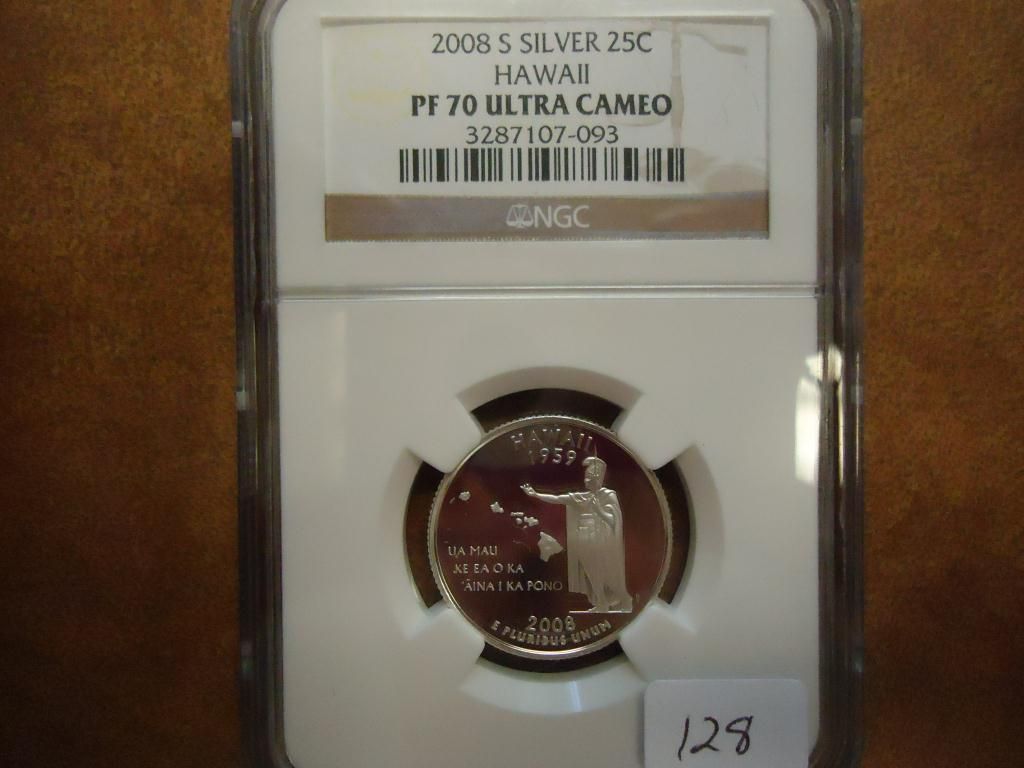 2008 S SILVER 25C
HAWAII
PF 70 ULTRA CAMEO
3287107-093
NGC
HAWAII
1959
UA MAU
KE EA O KA
ʻĀINA I KA PONO
2008
E PLURIBUS UNUM
128